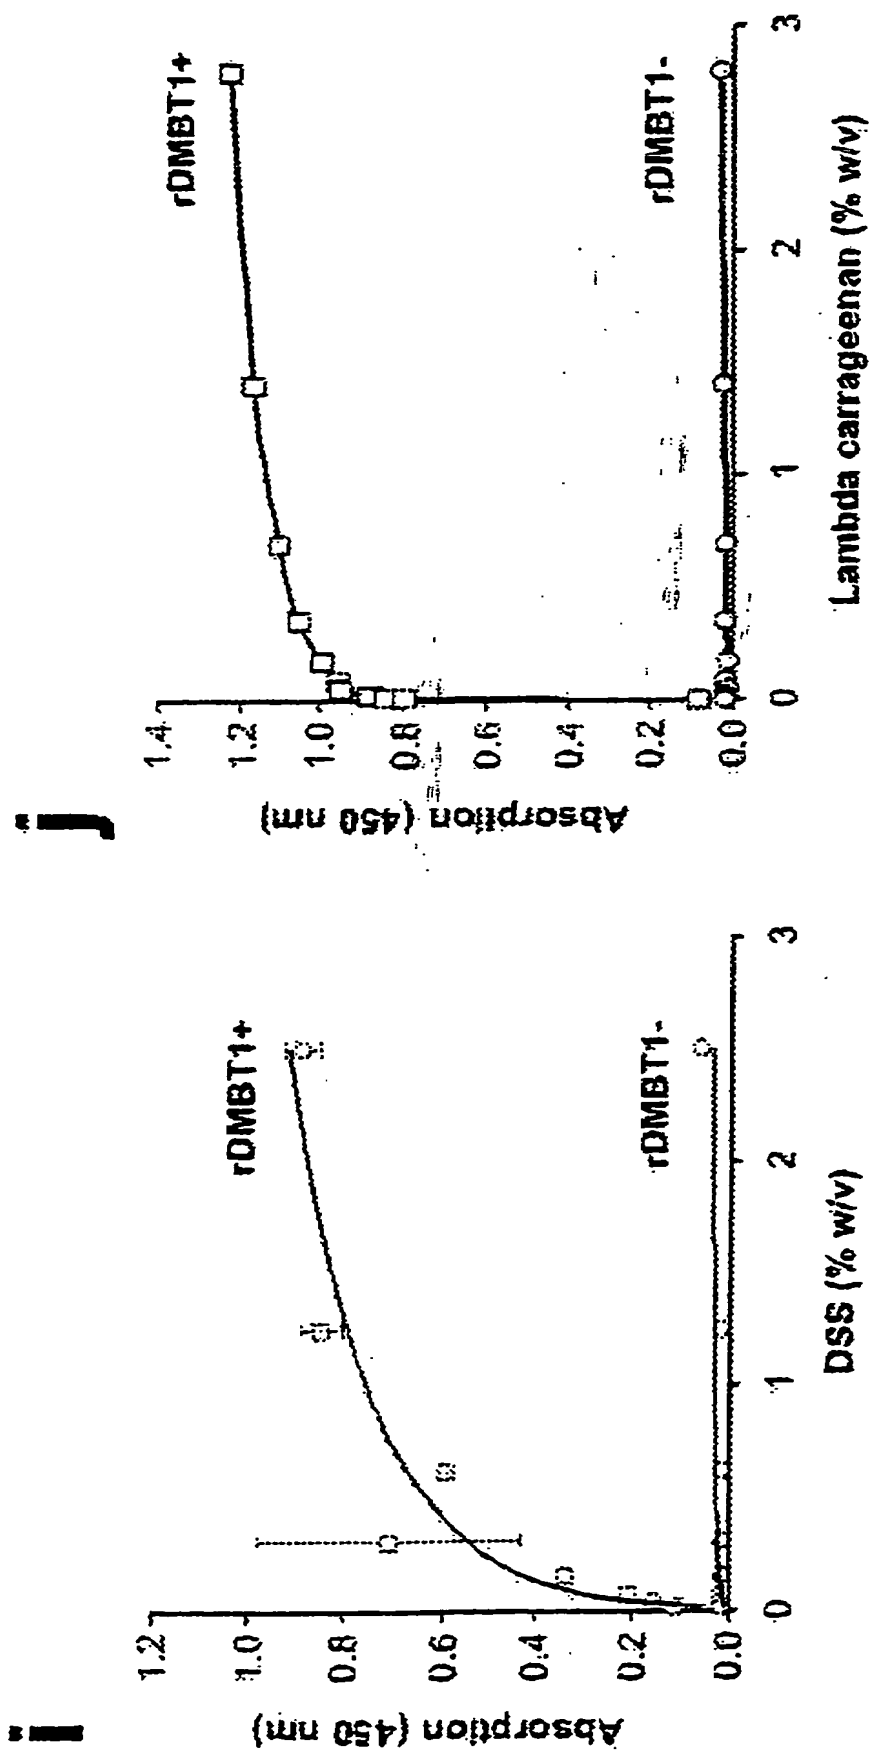 I
Absorption (450 nm)
1.2
1.0
0.8
0.6
0.4
0.2
0.0
rDMBT1+
rDMBT1-
0
1
2
3
DSS (% w/v)
J
Absorption (450 nm)
1.4
1.2
1.0
0.8
0.6
0.4
0.2
0.0
rDMBT1+
rDMBT1-
0
1
2
3
Lambda carrageenan (% w/v)